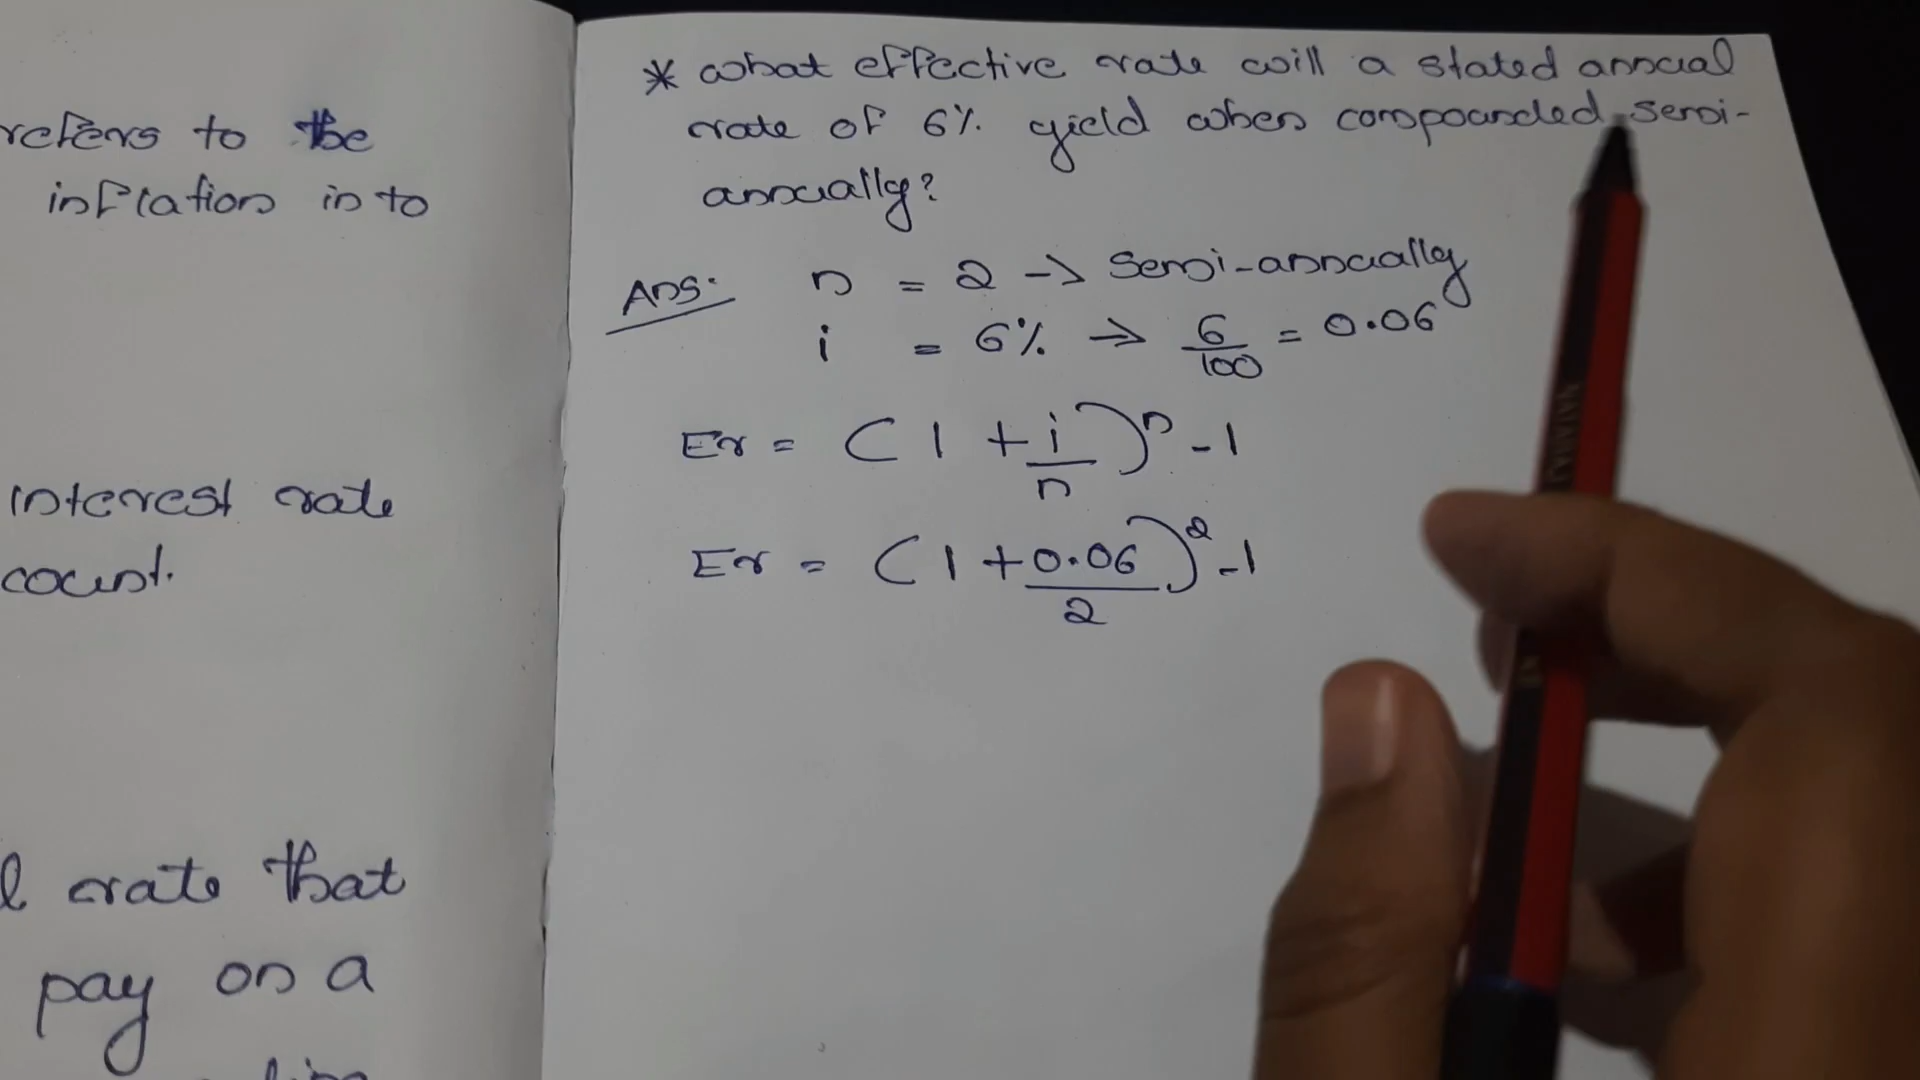 refers to the
inflation in to
interest rate
count.
l rate that
pay on a
* what effective rate will a stated annual
rate of 6% yield when compounded semi-
annually?
Ans: n = 2 -> Semi-annually
i = 6% -> 6/100 = 0.06
Er = (1 + i/n)^n - 1
Er = (1 + 0.06/2)^2 - 1